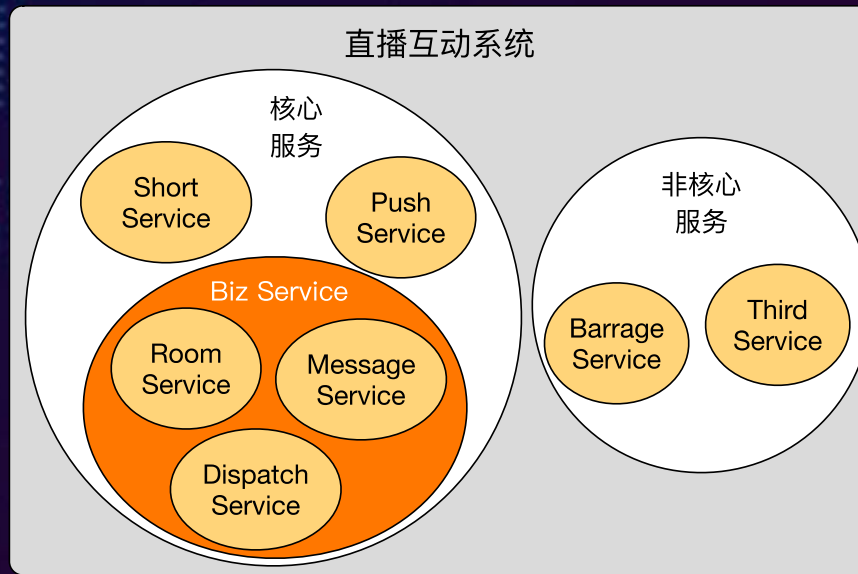 直播互动系统
核心
服务
Short
Service
Push
Service
Biz Service
Room
Service
Message
Service
Dispatch
Service
非核心
服务
Barrage
Service
Third
Service